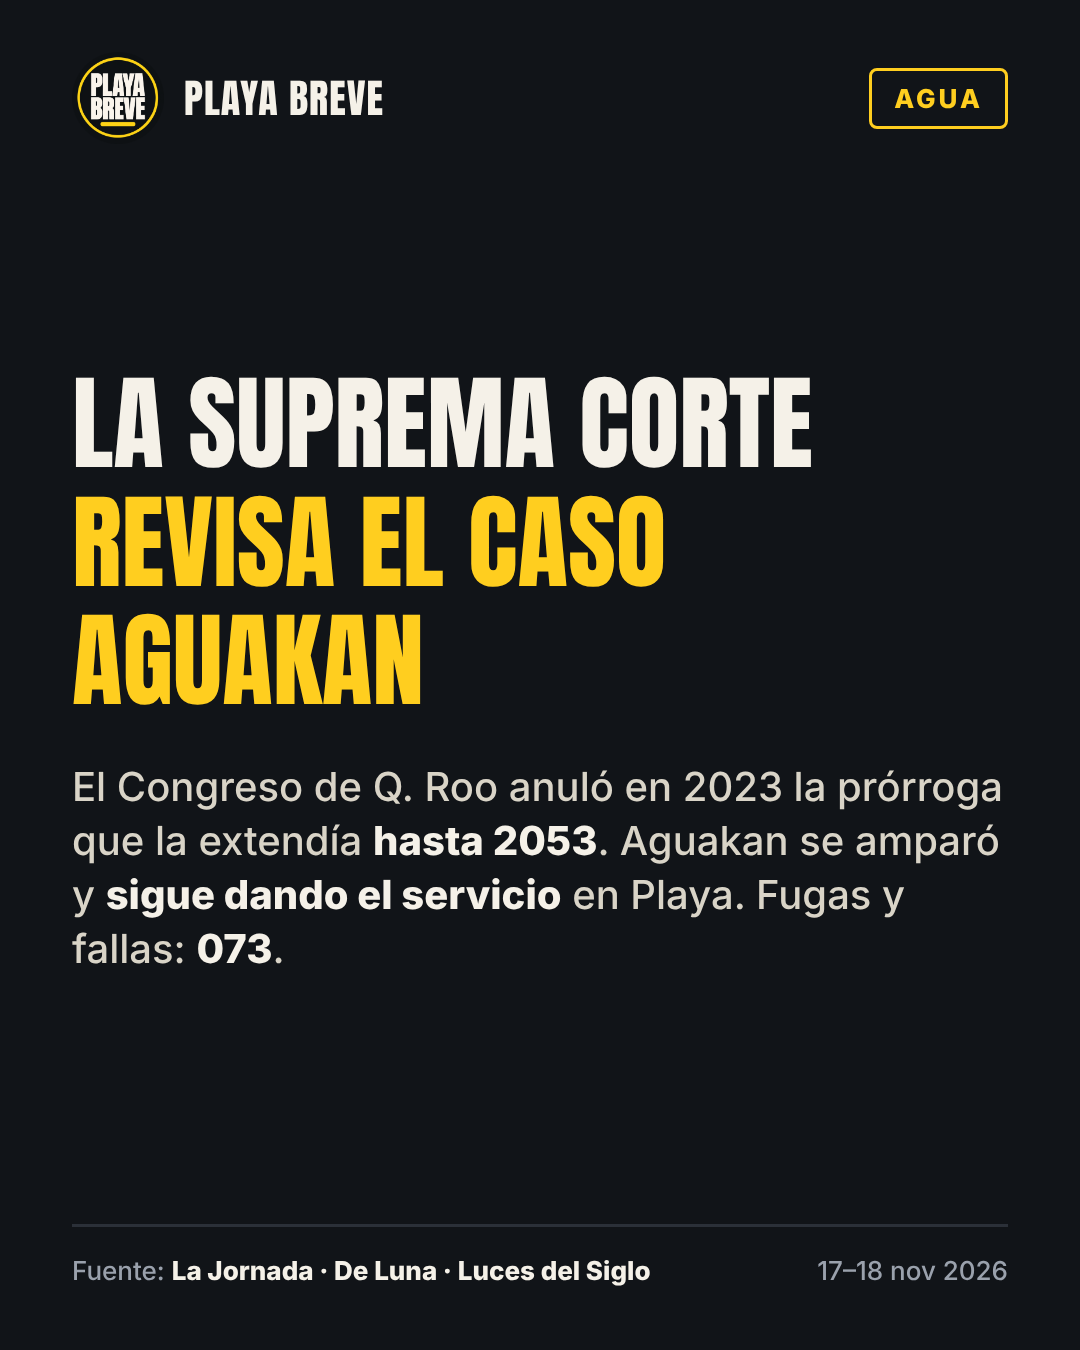 PLAYA
BREVE
PLAYA BREVE
AGUA
LA SUPREMA CORTE
REVISA EL CASO
AGUAKAN
El Congreso de Q. Roo anuló en 2023 la prórroga
que la extendía hasta 2053. Aguakan se amparó
y sigue dando el servicio en Playa. Fugas y
fallas: 073.
Fuente: La Jornada · De Luna · Luces del Siglo
17–18 nov 2026